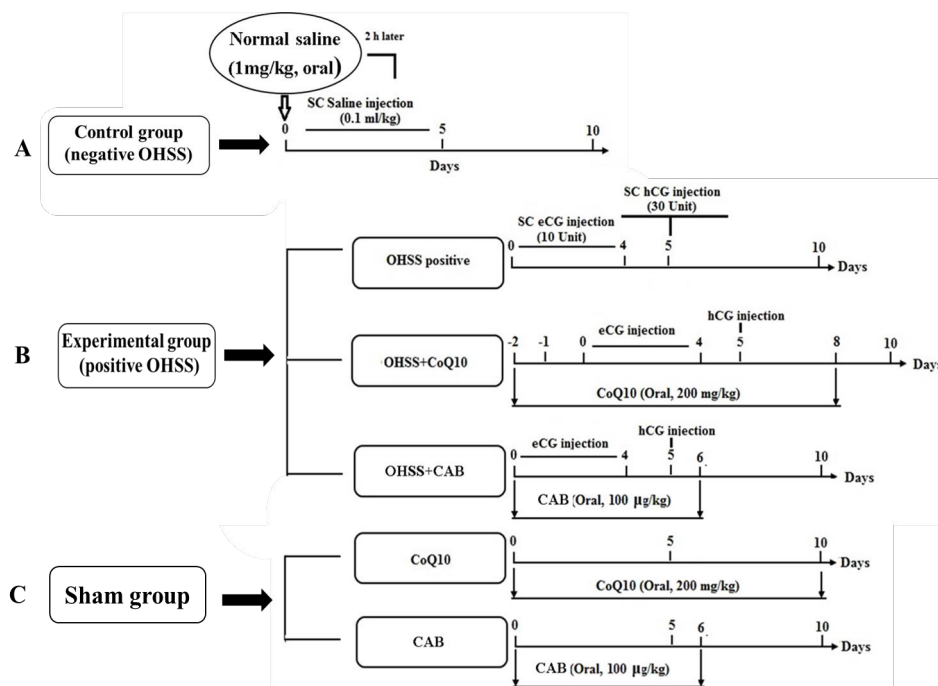 Normal saline
(1mg/kg, oral)
2 h later
SC Saline injection
(0.1 ml/kg)
0 5 10
Days
A
Control group
(negative OHSS)
SC hCG injection
(30 Unit)
SC eCG injection
(10 Unit)
0 4 5 10
Days
OHSS positive
B
Experimental group
(positive OHSS)
hCG injection
eCG injection
-2 -1 0 4 5 8 10
Days
OHSS+CoQ10
CoQ10 (Oral, 200 mg/kg)
hCG injection
eCG injection
0 4 5 6 10
Days
OHSS+CAB
CAB (Oral, 100 µg/kg)
C
Sham group
CoQ10
0 5 10
Days
CoQ10 (Oral, 200 mg/kg)
CAB
0 5 6 10
Days
CAB (Oral, 100 µg/kg)